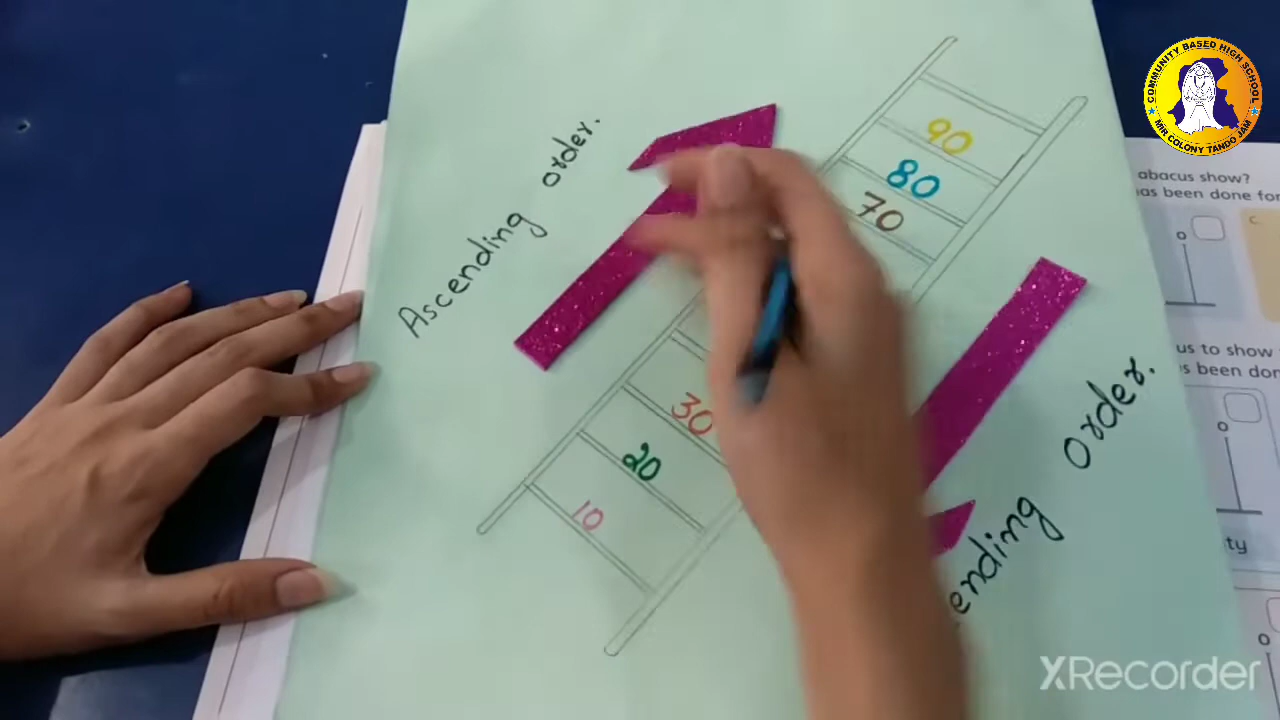 COMMUNITY BASED HIGH SCHOOL
MIR COLONY TANDO JAM
Ascending order.
90
80
70
30
20
10
ending order.
abacus show?
as been done for
C.
us to show
s been don
ty
XRecorder